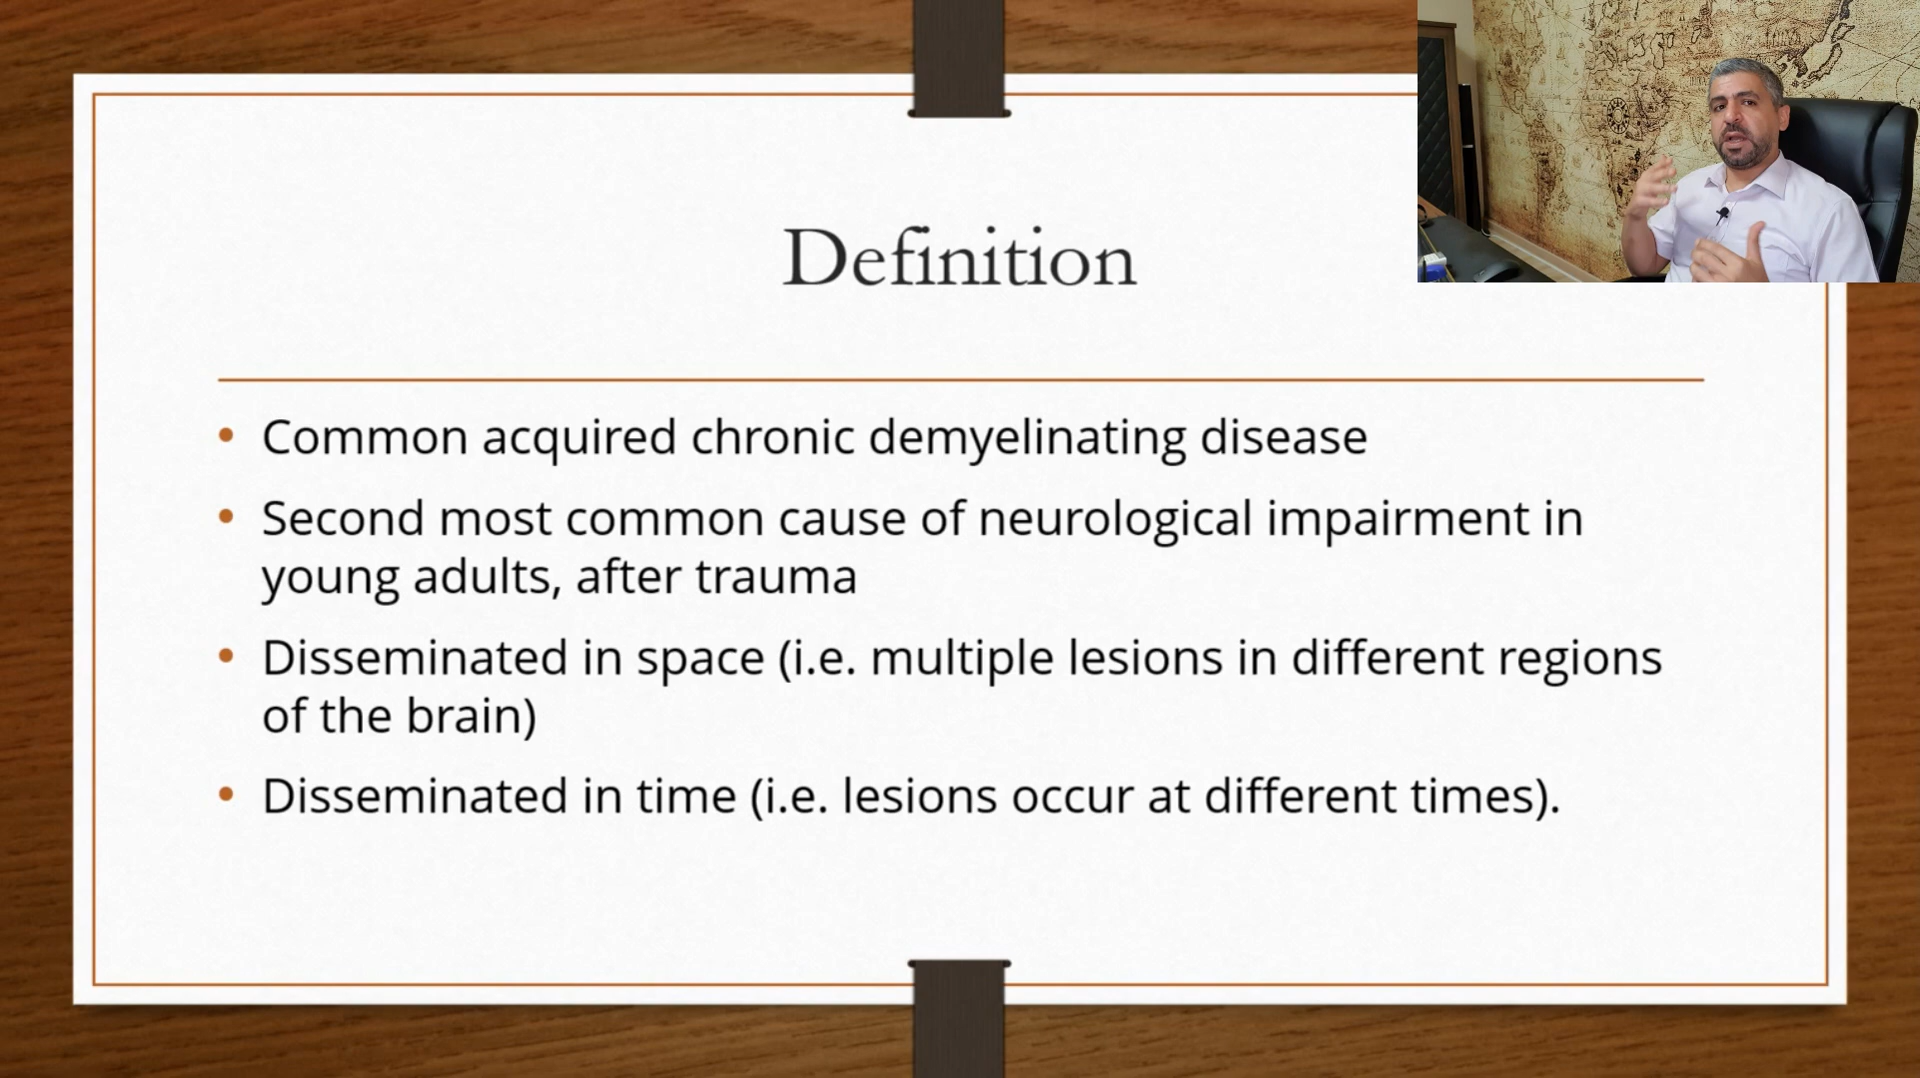 Definition
• Common acquired chronic demyelinating disease
• Second most common cause of neurological impairment in
young adults, after trauma
• Disseminated in space (i.e. multiple lesions in different regions
of the brain)
• Disseminated in time (i.e. lesions occur at different times).